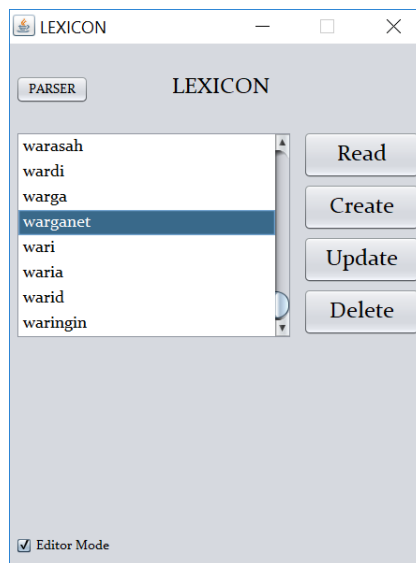 LEXICON
PARSER
LEXICON
warasah
wardi
warga
warganet
wari
waria
warid
waringin
Read
Create
Update
Delete
Editor Mode